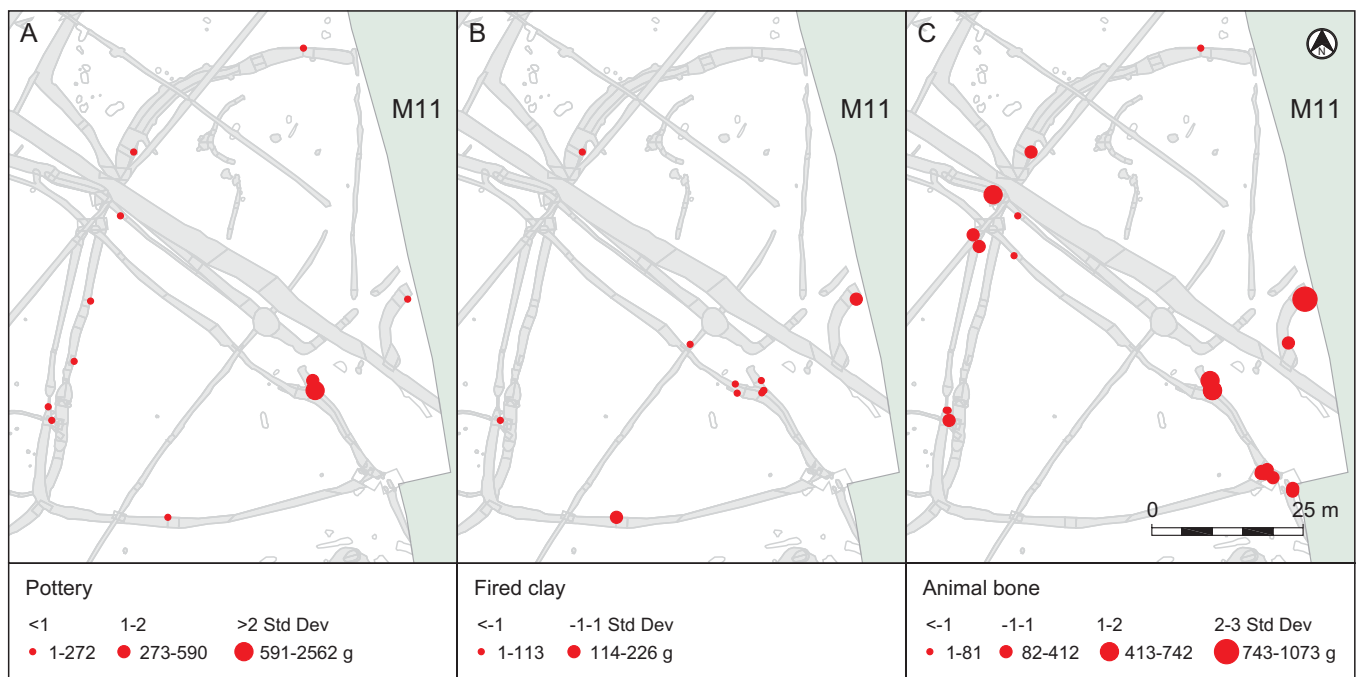 A
M11
B
M11
C
N
M11
0 25 m
Pottery
<1 1-2 >2 Std Dev
1-272 273-590 591-2562 g
Fired clay
<-1 -1-1 Std Dev
1-113 114-226 g
Animal bone
<-1 -1-1 1-2 2-3 Std Dev
1-81 82-412 413-742 743-1073 g